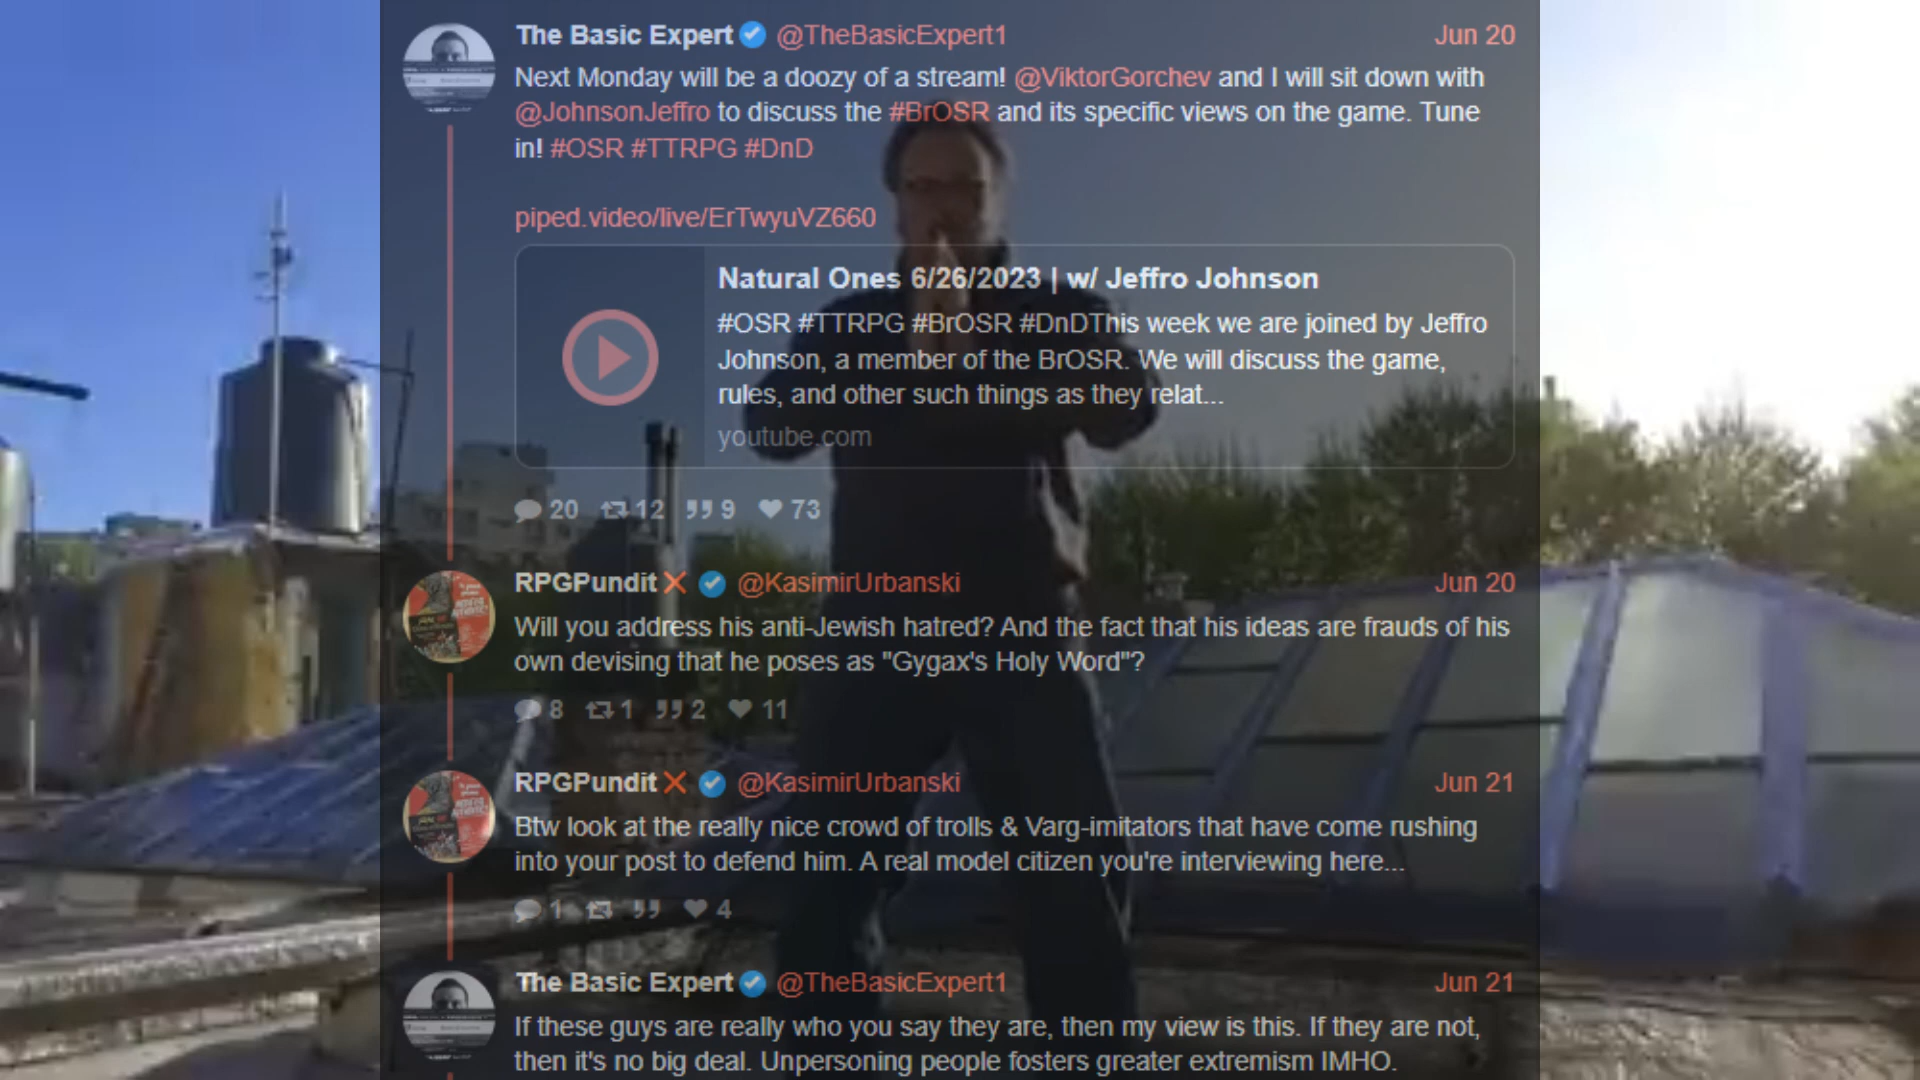 The Basic Expert @TheBasicExpert1 Jun 20
Next Monday will be a doozy of a stream! @ViktorGorchev and I will sit down with
@JohnsonJeffro to discuss the #BrOSR and its specific views on the game. Tune
in! #OSR #TTRPG #DnD
piped.video/live/ErTwyuVZ660
Natural Ones 6/26/2023 | w/ Jeffro Johnson
#OSR #TTRPG #BrOSR #DnDThis week we are joined by Jeffro
Johnson, a member of the BrOSR. We will discuss the game,
rules, and other such things as they relat...
youtube.com
20 12 9 73
RPGPundit @KasimirUrbanski Jun 20
Will you address his anti-Jewish hatred? And the fact that his ideas are frauds of his
own devising that he poses as "Gygax's Holy Word"?
8 1 2 11
RPGPundit @KasimirUrbanski Jun 21
Btw look at the really nice crowd of trolls & Varg-imitators that have come rushing
into your post to defend him. A real model citizen you're interviewing here...
1 4
The Basic Expert @TheBasicExpert1 Jun 21
If these guys are really who you say they are, then my view is this. If they are not,
then it's no big deal. Unpersoning people fosters greater extremism IMHO.